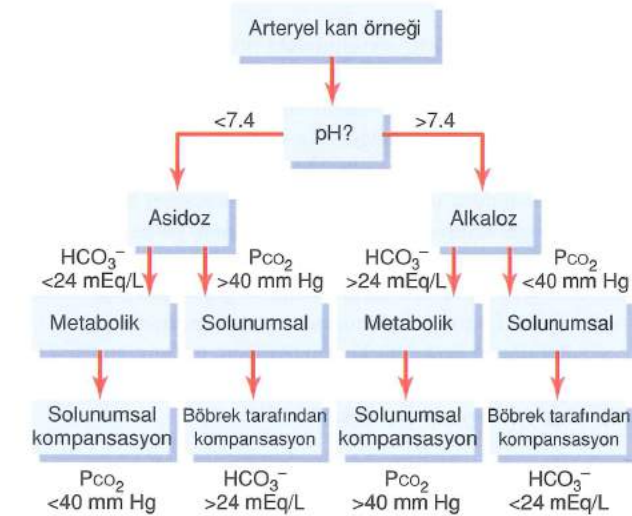 Arteryel kan örneği
<7.4
pH?
>7.4
Asidoz
Alkaloz
HCO₃⁻
<24 mEq/L
Pco₂
>40 mm Hg
HCO₃⁻
>24 mEq/L
Pco₂
<40 mm Hg
Metabolik
Solunumsal
Metabolik
Solunumsal
Solunumsal
kompansasyon
Böbrek tarafından
kompansasyon
Solunumsal
kompansasyon
Böbrek tarafından
kompansasyon
Pco₂
<40 mm Hg
HCO₃⁻
>24 mEq/L
Pco₂
>40 mm Hg
HCO₃⁻
<24 mEq/L